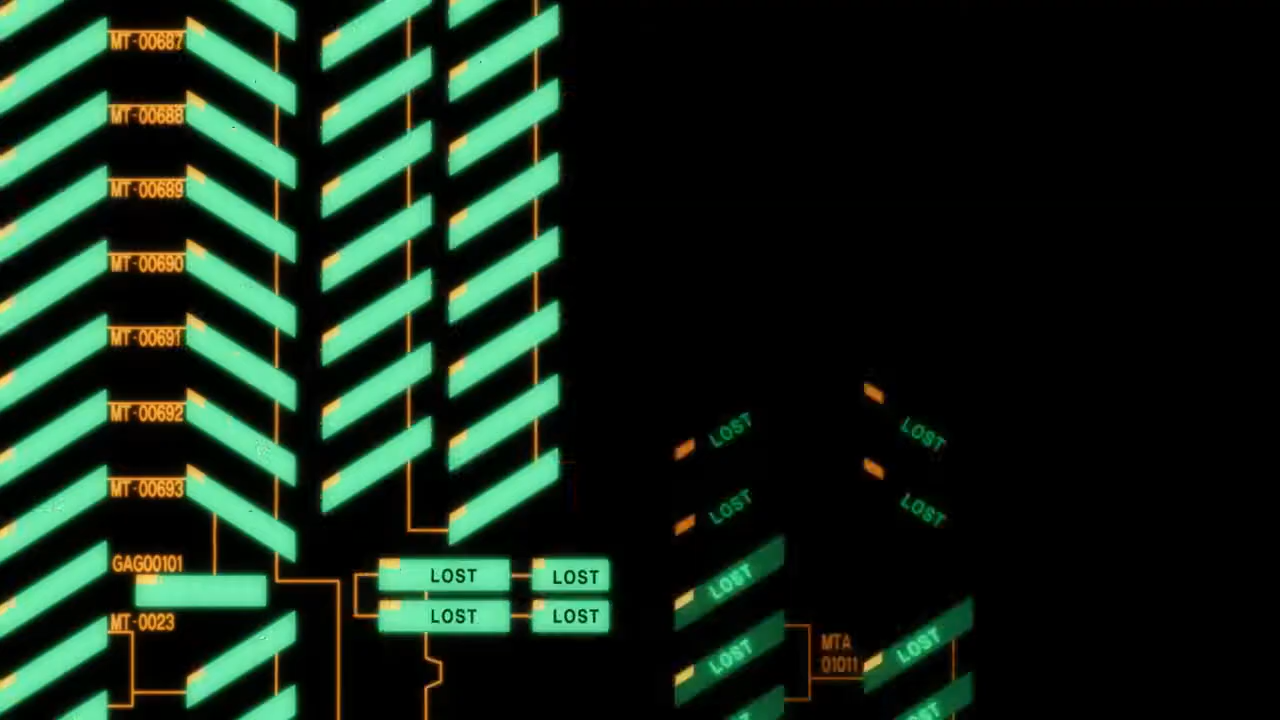 MT-00687
MT-00688
MT-00689
MT-00690
MT-00691
MT-00692
MT-00693
GAG00101
MT-0023
LOST LOST
LOST LOST
LOST LOST
LOST LOST
LOST
LOST LOST
MTA
01011